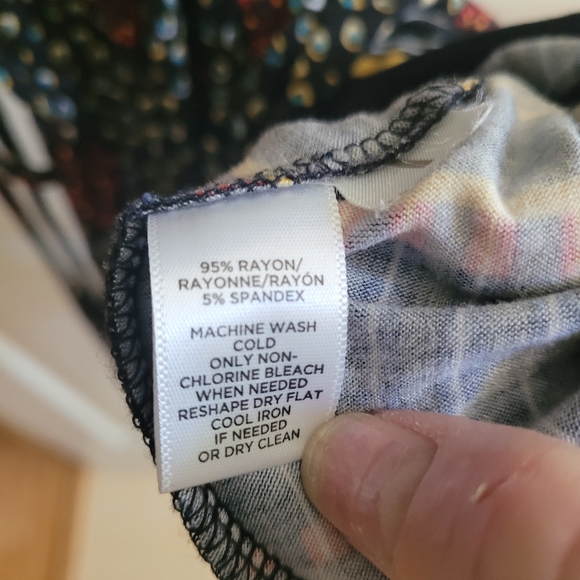 95% RAYON/
RAYONNE/RAYÓN
5% SPANDEX
MACHINE WASH
COLD
ONLY NON-
CHLORINE BLEACH
WHEN NEEDED
RESHAPE DRY FLAT
COOL IRON
IF NEEDED
OR DRY CLEAN